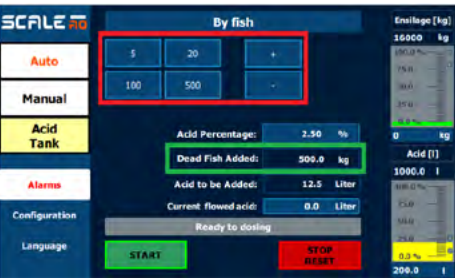 SCALE AQ
By fish
Ensilage [kg]
16000 kg
Auto
5 20 +
100 500 -
Manual
Acid Percentage: 2.50 %
Acid
Tank
0 kg
Dead Fish Added: 500.0 kg
Acid [l]
1000.0 l
Alarms
Acid to be Added: 12.5 Liter
Current flowed acid: 0.0 Liter
Configuration
Ready to dosing
Language
START
STOP
RESET
0.0 %
200.0 l